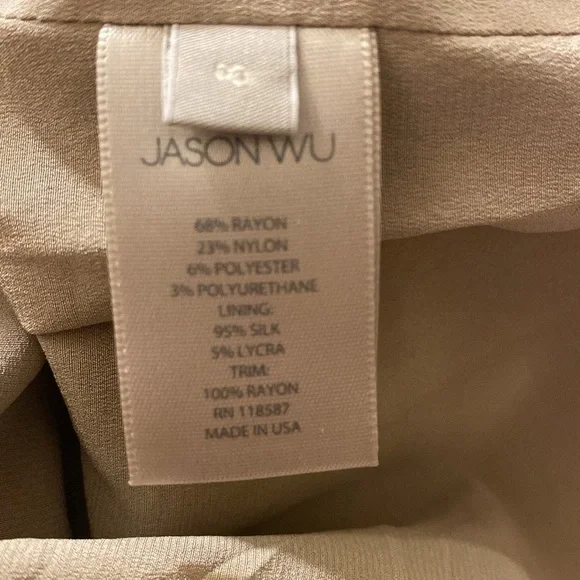 8
JASON WU
68% RAYON
23% NYLON
6% POLYESTER
3% POLYURETHANE
LINING:
95% SILK
5% LYCRA
TRIM:
100% RAYON
RN 118587
MADE IN USA